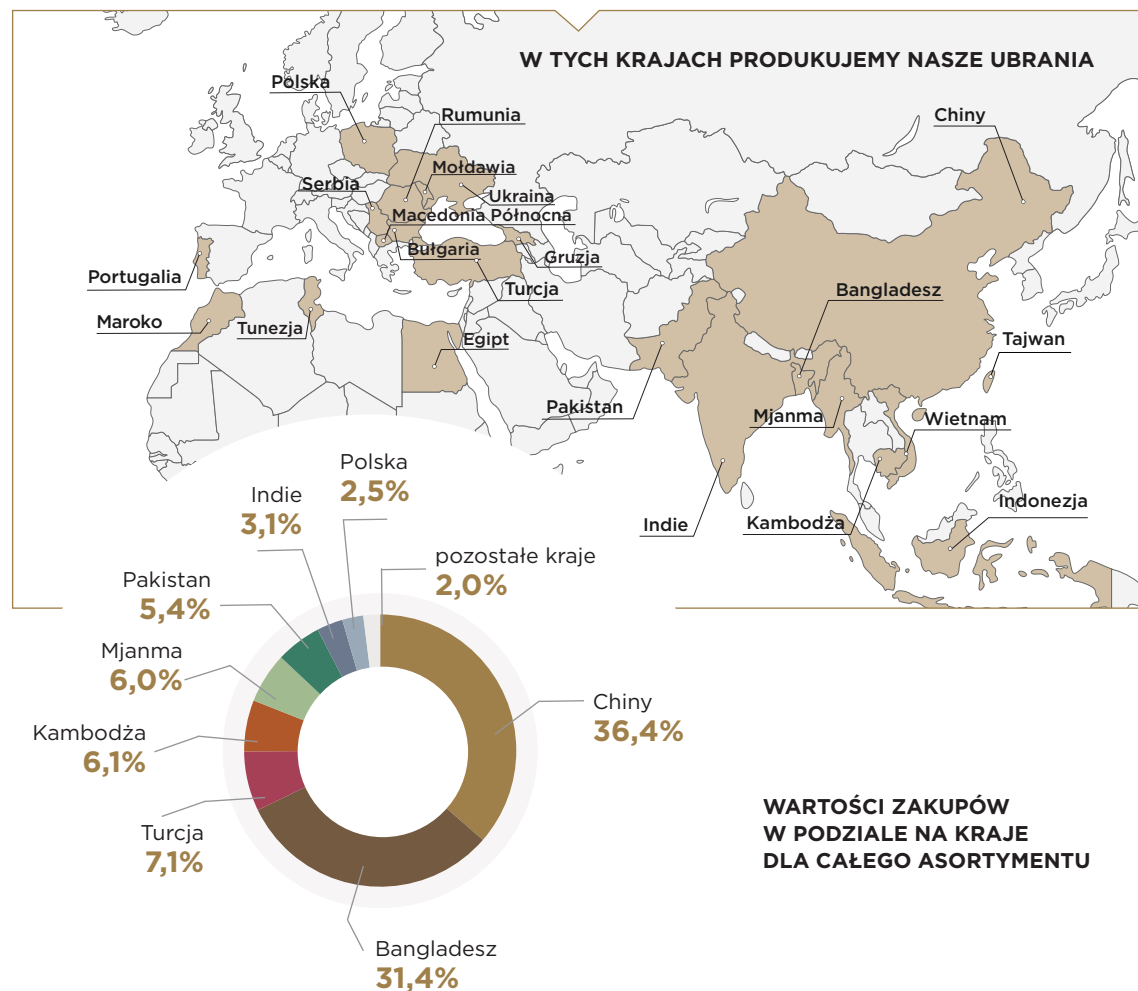 W TYCH KRAJACH PRODUKUJEMY NASZE UBRANIA
Polska
Rumunia
Chiny
Mołdawia
Serbia
Ukraina
Macedonia Północna
Bułgaria
Gruzja
Portugalia
Turcja
Bangladesz
Maroko
Tunezja
Egipt
Tajwan
Pakistan
Mjanma
Wietnam
Indie
Kambodża
Indonezja
Polska
2,5%
Indie
3,1%
pozostałe kraje
2,0%
Pakistan
5,4%
Mjanma
6,0%
Kambodża
6,1%
Turcja
7,1%
Chiny
36,4%
Bangladesz
31,4%
WARTOŚCI ZAKUPÓW
W PODZIALE NA KRAJE
DLA CAŁEGO ASORTYMENTU